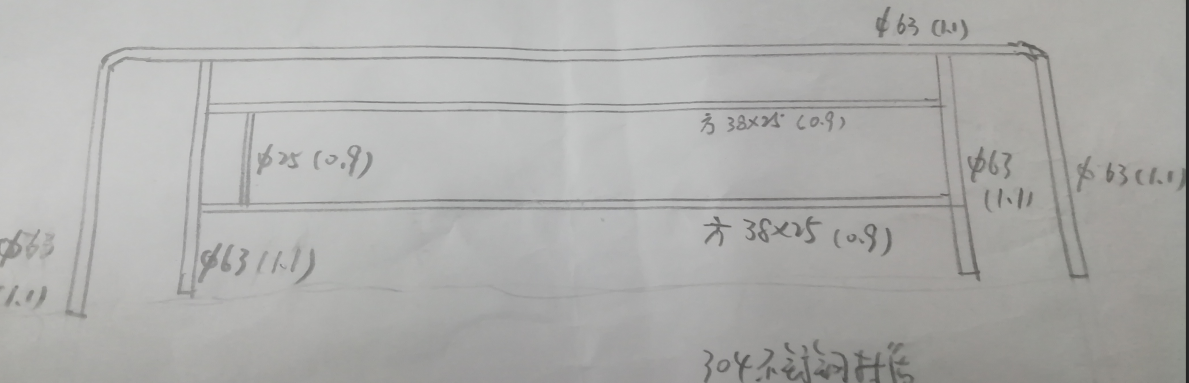 ϕ63 (1.1)
方 38×25 (0.9)
ϕ25 (0.9)
ϕ63
(1.1)
ϕ63 (1.1)
方 38×25 (0.9)
ϕ63
(1.1)
ϕ63 (1.1)
304不锈钢材质